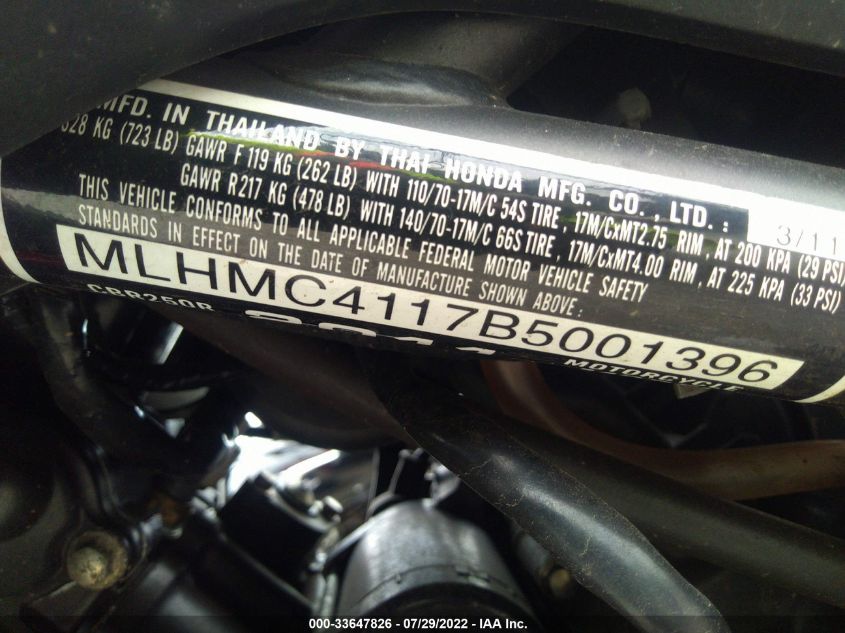 MFD. IN THAILAND BY THAI HONDA MFG. CO., LTD.: 3/11
328 KG (723 LB) GAWR F 119 KG (262 LB) WITH 110/70-17M/C 54S TIRE, 17M/CxMT2.75 RIM, AT 200 KPA (29 PSI)
GAWR R217 KG (478 LB) WITH 140/70-17M/C 66S TIRE, 17M/CxMT4.00 RIM, AT 225 KPA (33 PSI)
THIS VEHICLE CONFORMS TO ALL APPLICABLE FEDERAL MOTOR VEHICLE SAFETY
STANDARDS IN EFFECT ON THE DATE OF MANUFACTURE SHOWN ABOVE:
MLHMC4117B5001396
CBR250R 2011 MOTORCYCLE
000-33647826 / 07/29/2022 - IAA Inc.